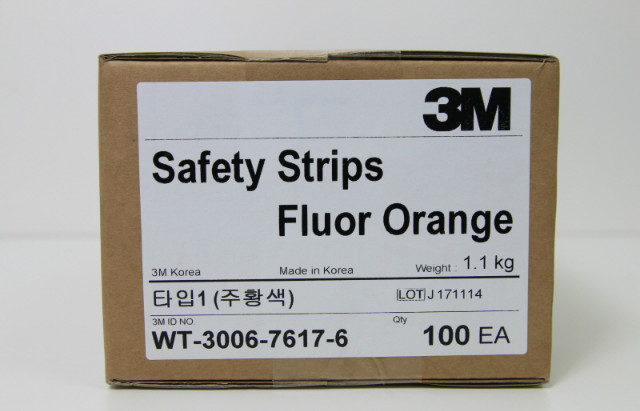 3M
Safety Strips
Fluor Orange
3M Korea Made in Korea Weight : 1.1 kg
타입1 (주황색) LOT J 171114
3M ID NO Qty
WT-3006-7617-6 100 EA